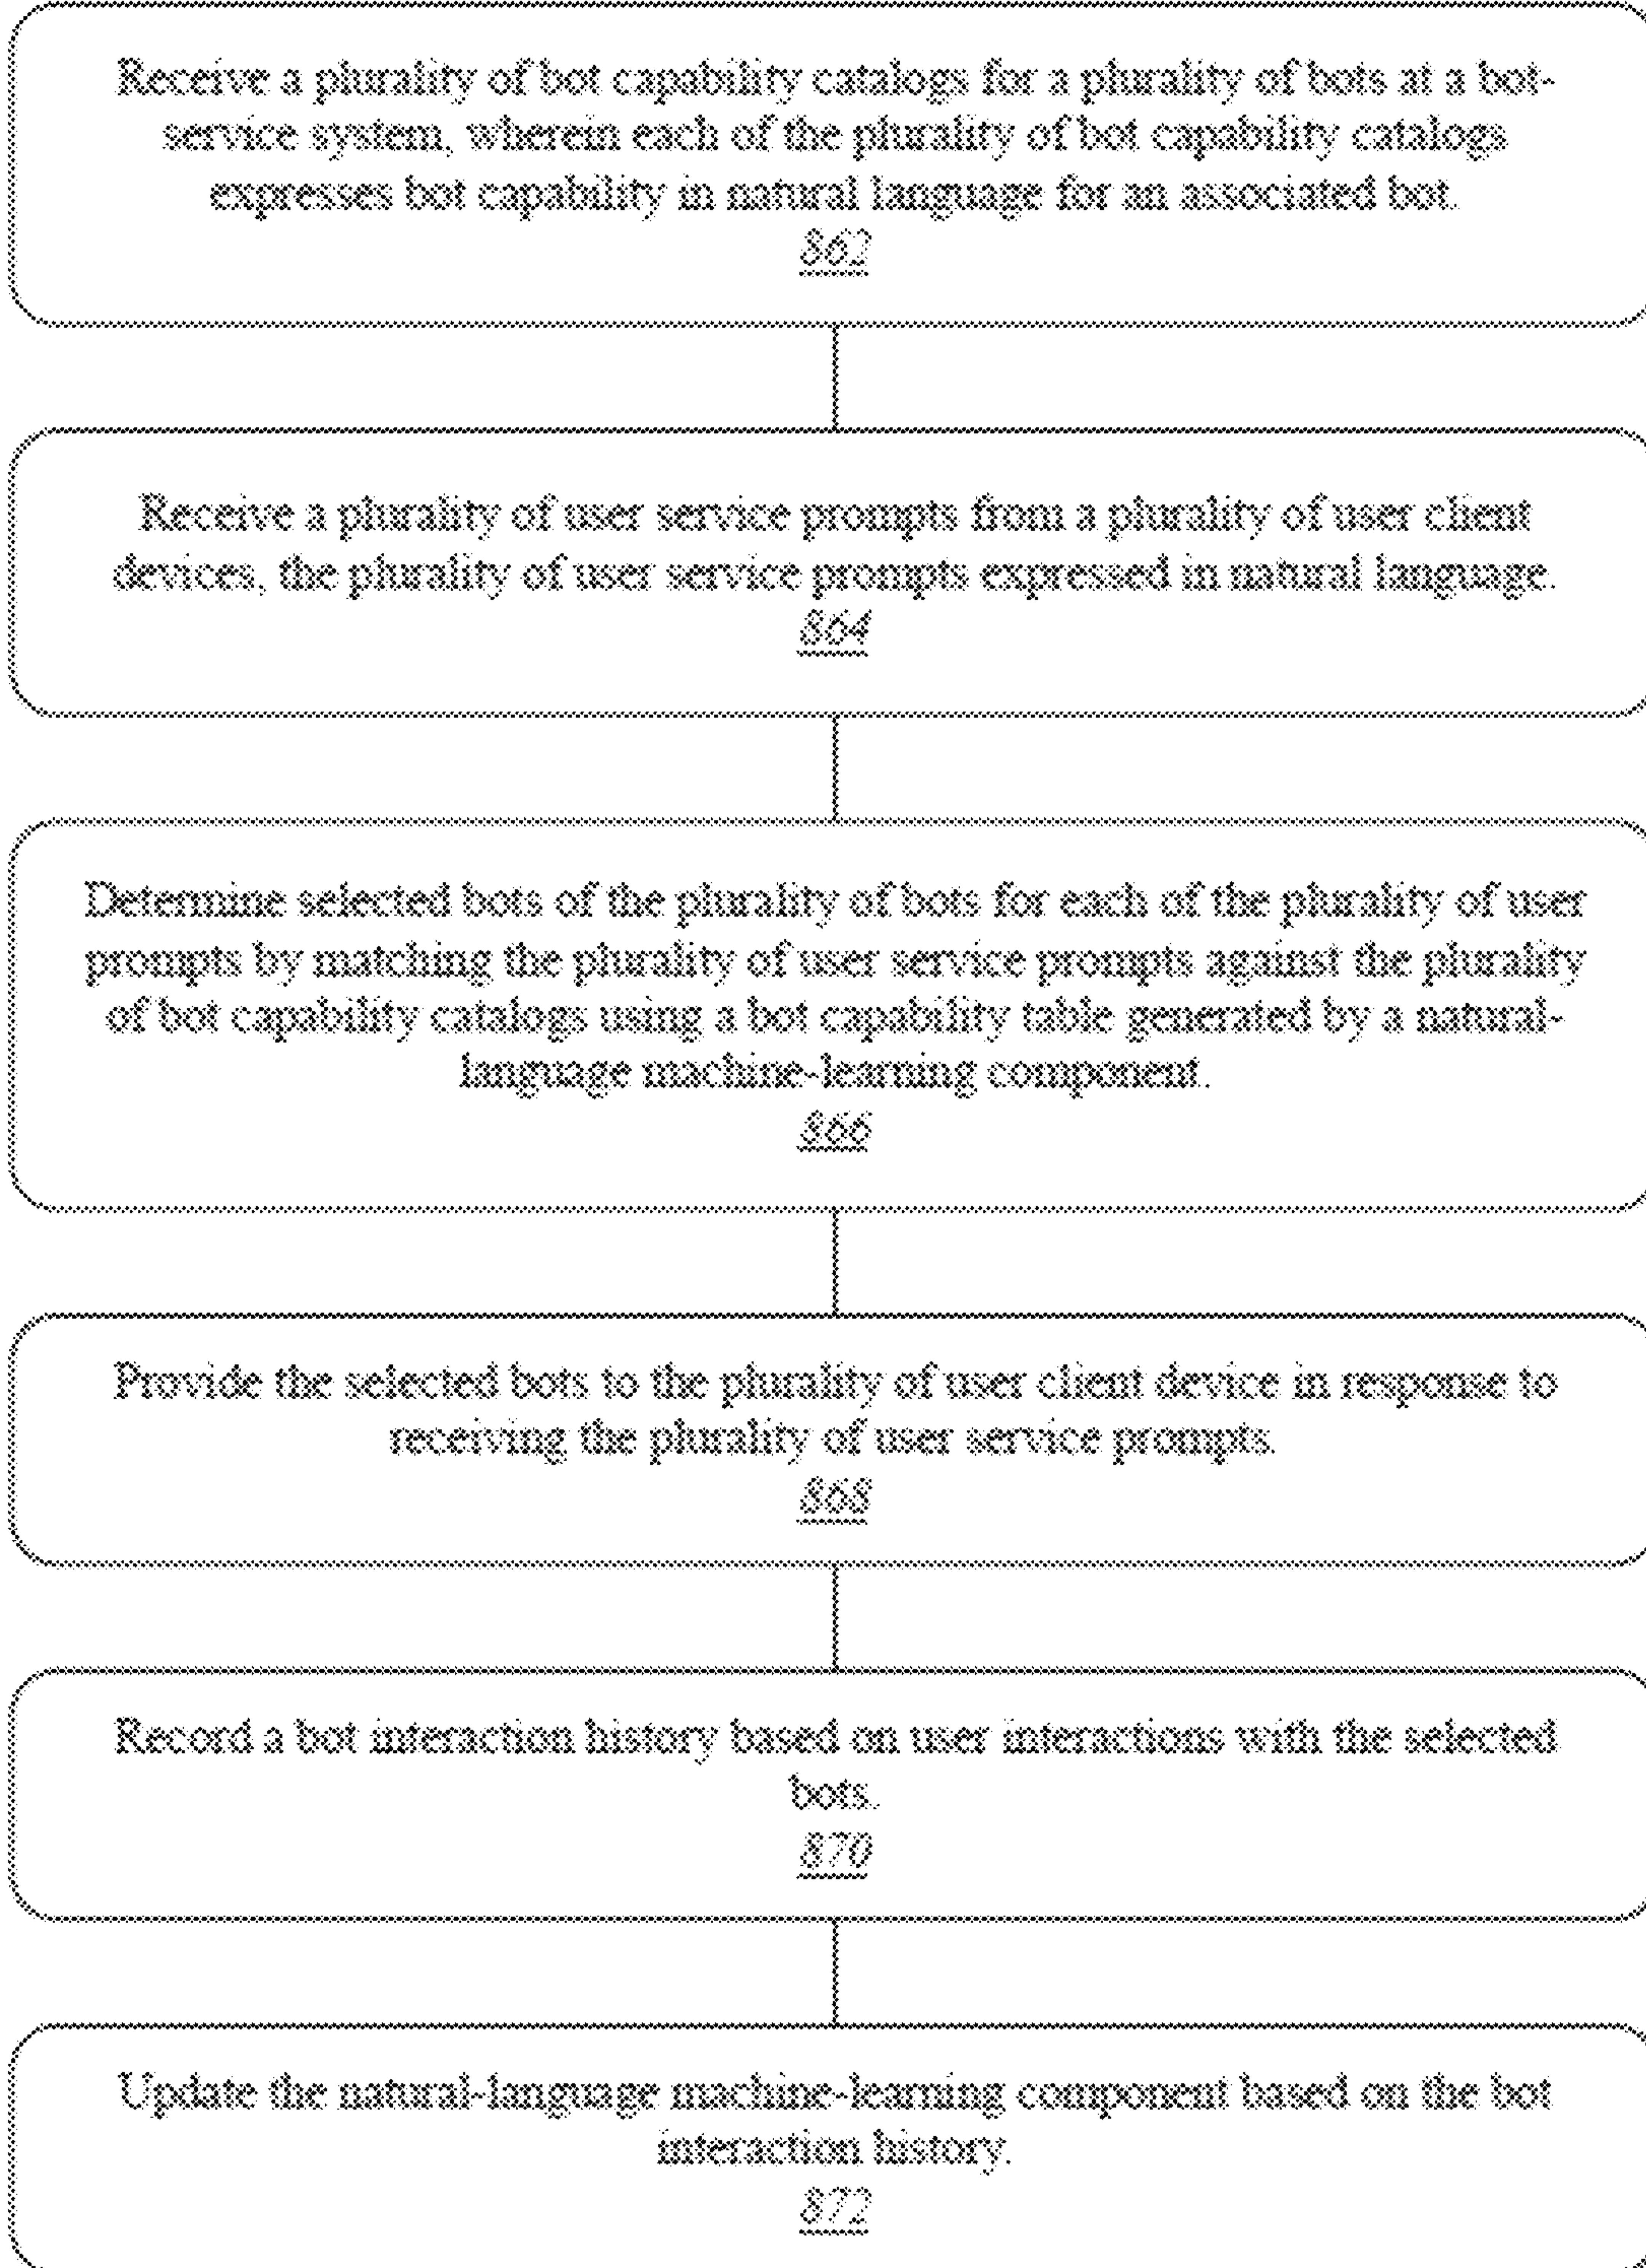 Receive a plurality of bot capability catalogs for a plurality of bots at a bot-
service system, wherein each of the plurality of bot capability catalogs
expresses bot capability in natural language for an associated bot.
862
Receive a plurality of user service prompts from a plurality of user client
devices, the plurality of user service prompts expressed in natural language.
864
Determine selected bots of the plurality of bots for each of the plurality of user
prompts by matching the plurality of user service prompts against the plurality
of bot capability catalogs using a bot capability table generated by a natural-
language machine-learning component.
866
Provide the selected bots to the plurality of user client device in response to
receiving the plurality of user service prompts.
868
Record a bot interaction history based on user interactions with the selected
bots.
870
Update the natural-language machine-learning component based on the bot
interaction history.
872